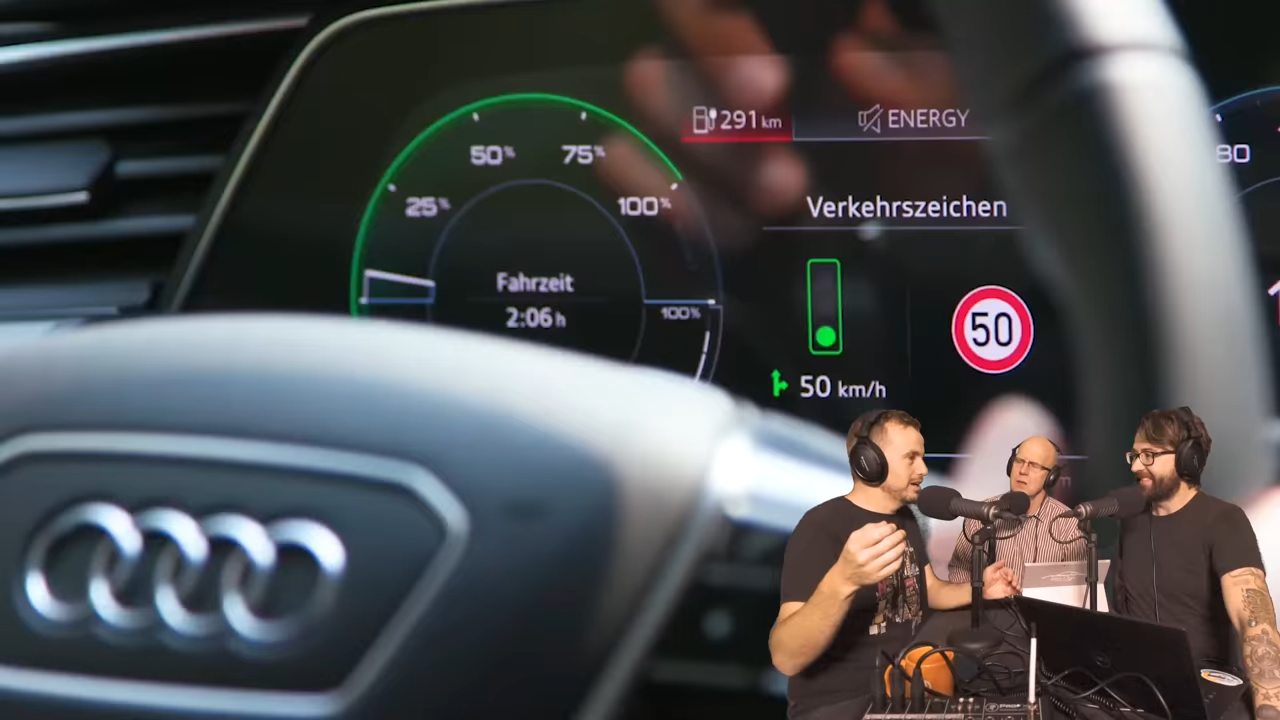 291 km
ENERGY
50%
75%
25%
100%
80
Verkehrszeichen
Fahrzeit
2:06 h
100%
50
50 km/h